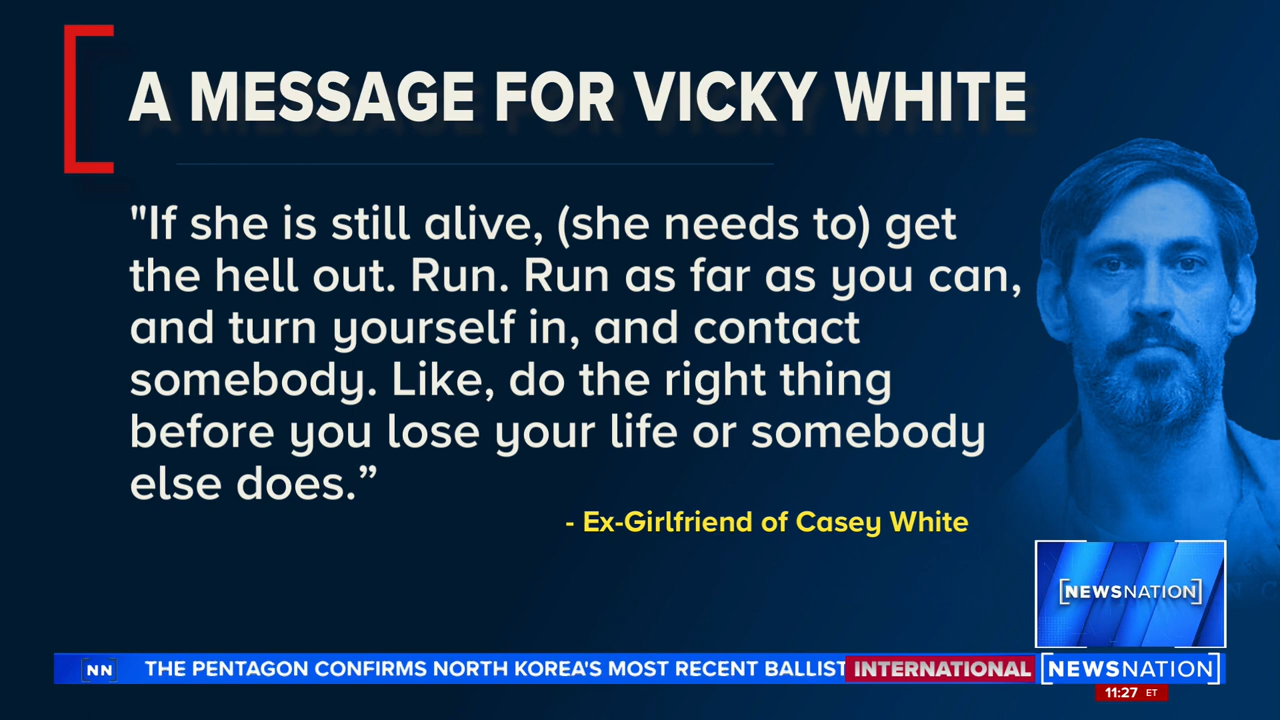 A MESSAGE FOR VICKY WHITE
"If she is still alive, (she needs to) get
the hell out. Run. Run as far as you can,
and turn yourself in, and contact
somebody. Like, do the right thing
before you lose your life or somebody
else does.”
- Ex-Girlfriend of Casey White
[NEWSNATION]
NN THE PENTAGON CONFIRMS NORTH KOREA'S MOST RECENT BALLIST INTERNATIONAL [NEWSNATION]
11:27 ET